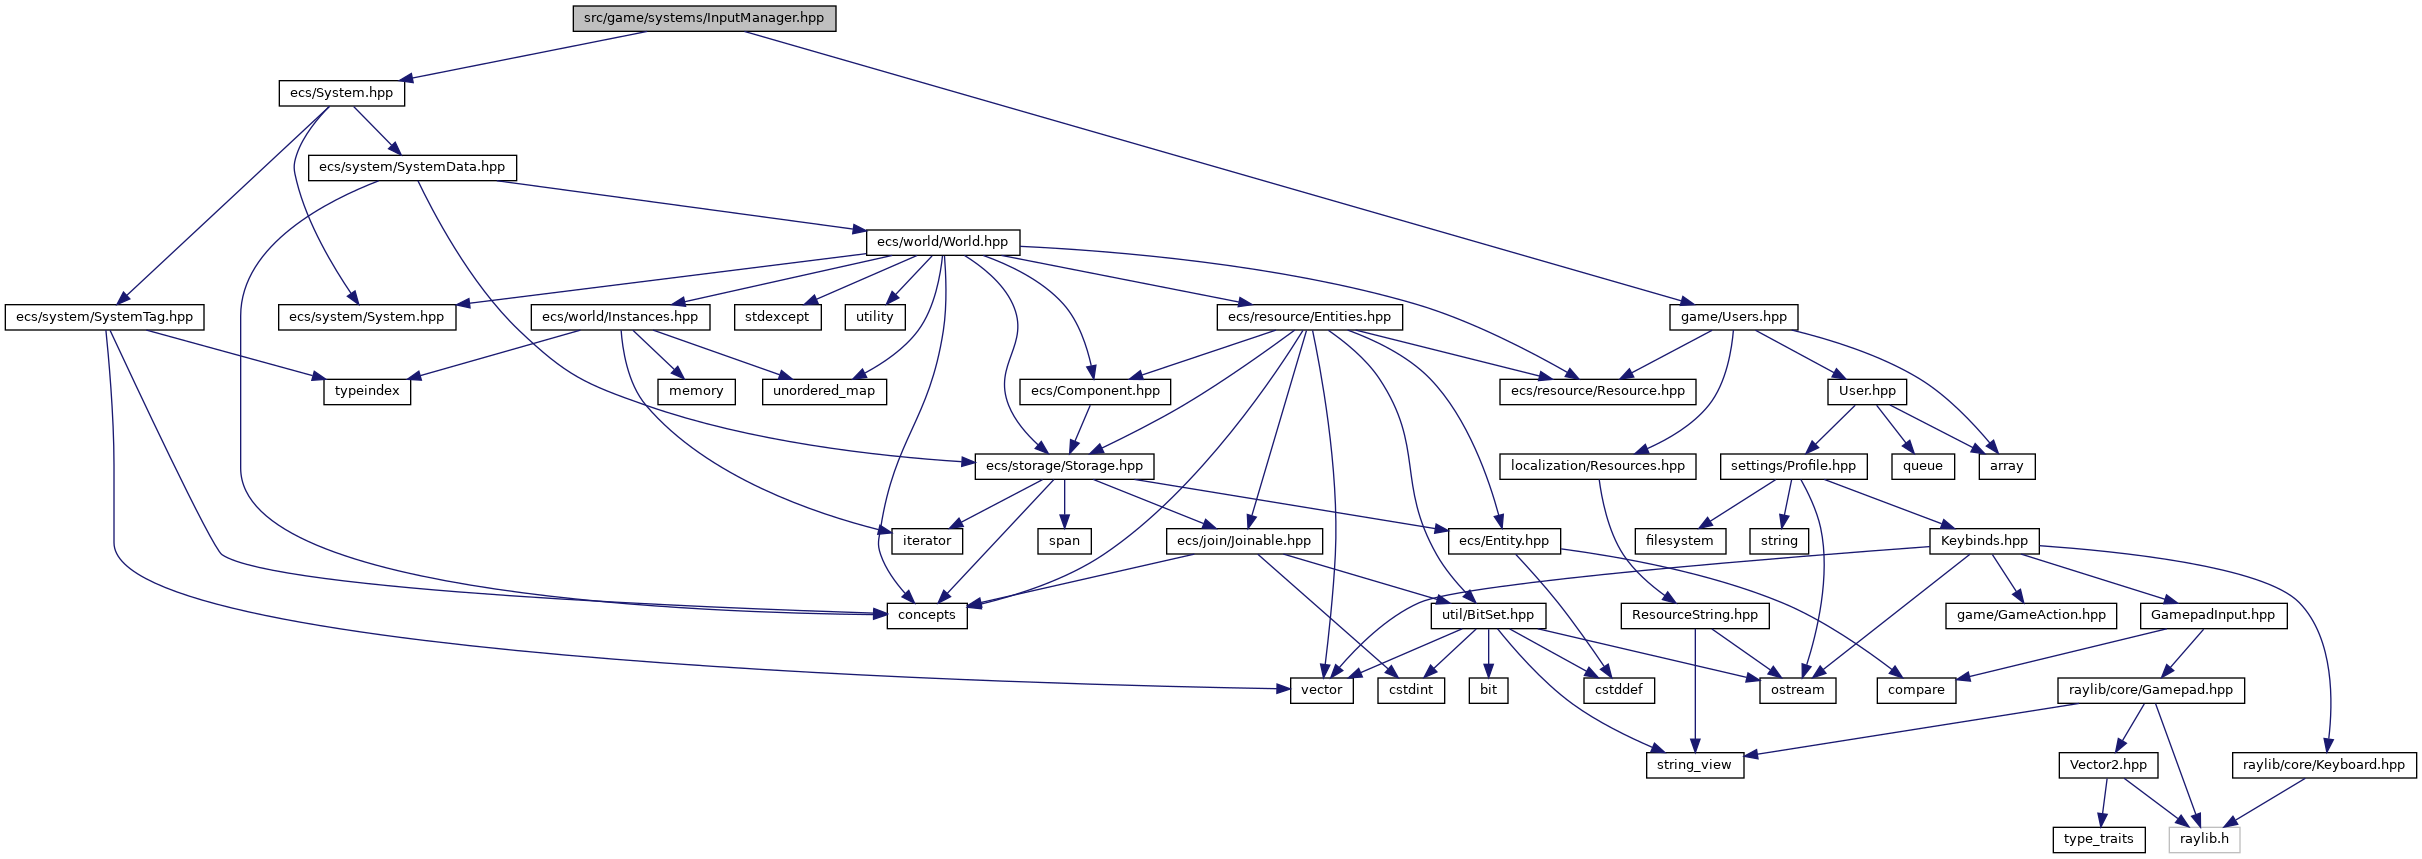 src/game/systems/InputManager.hpp
ecs/System.hpp
ecs/system/SystemData.hpp
ecs/world/World.hpp
ecs/system/SystemTag.hpp
ecs/system/System.hpp
ecs/world/Instances.hpp
stdexcept
utility
ecs/resource/Entities.hpp
game/Users.hpp
typeindex
memory
unordered_map
ecs/Component.hpp
ecs/resource/Resource.hpp
User.hpp
ecs/storage/Storage.hpp
localization/Resources.hpp
settings/Profile.hpp
queue
array
iterator
span
ecs/join/Joinable.hpp
ecs/Entity.hpp
filesystem
string
Keybinds.hpp
concepts
util/BitSet.hpp
ResourceString.hpp
game/GameAction.hpp
GamepadInput.hpp
vector
cstdint
bit
cstddef
ostream
compare
raylib/core/Gamepad.hpp
string_view
Vector2.hpp
raylib/core/Keyboard.hpp
type_traits
raylib.h